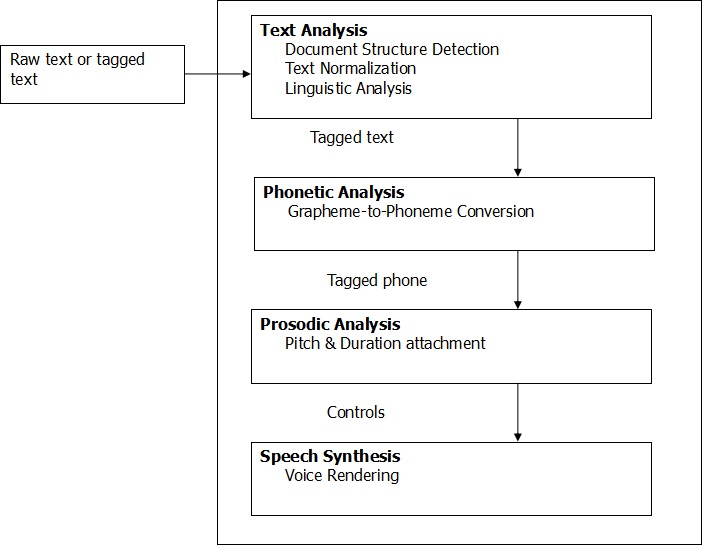 Raw text or tagged
text
Text Analysis
Document Structure Detection
Text Normalization
Linguistic Analysis
Tagged text
Phonetic Analysis
Grapheme-to-Phoneme Conversion
Tagged phone
Prosodic Analysis
Pitch & Duration attachment
Controls
Speech Synthesis
Voice Rendering